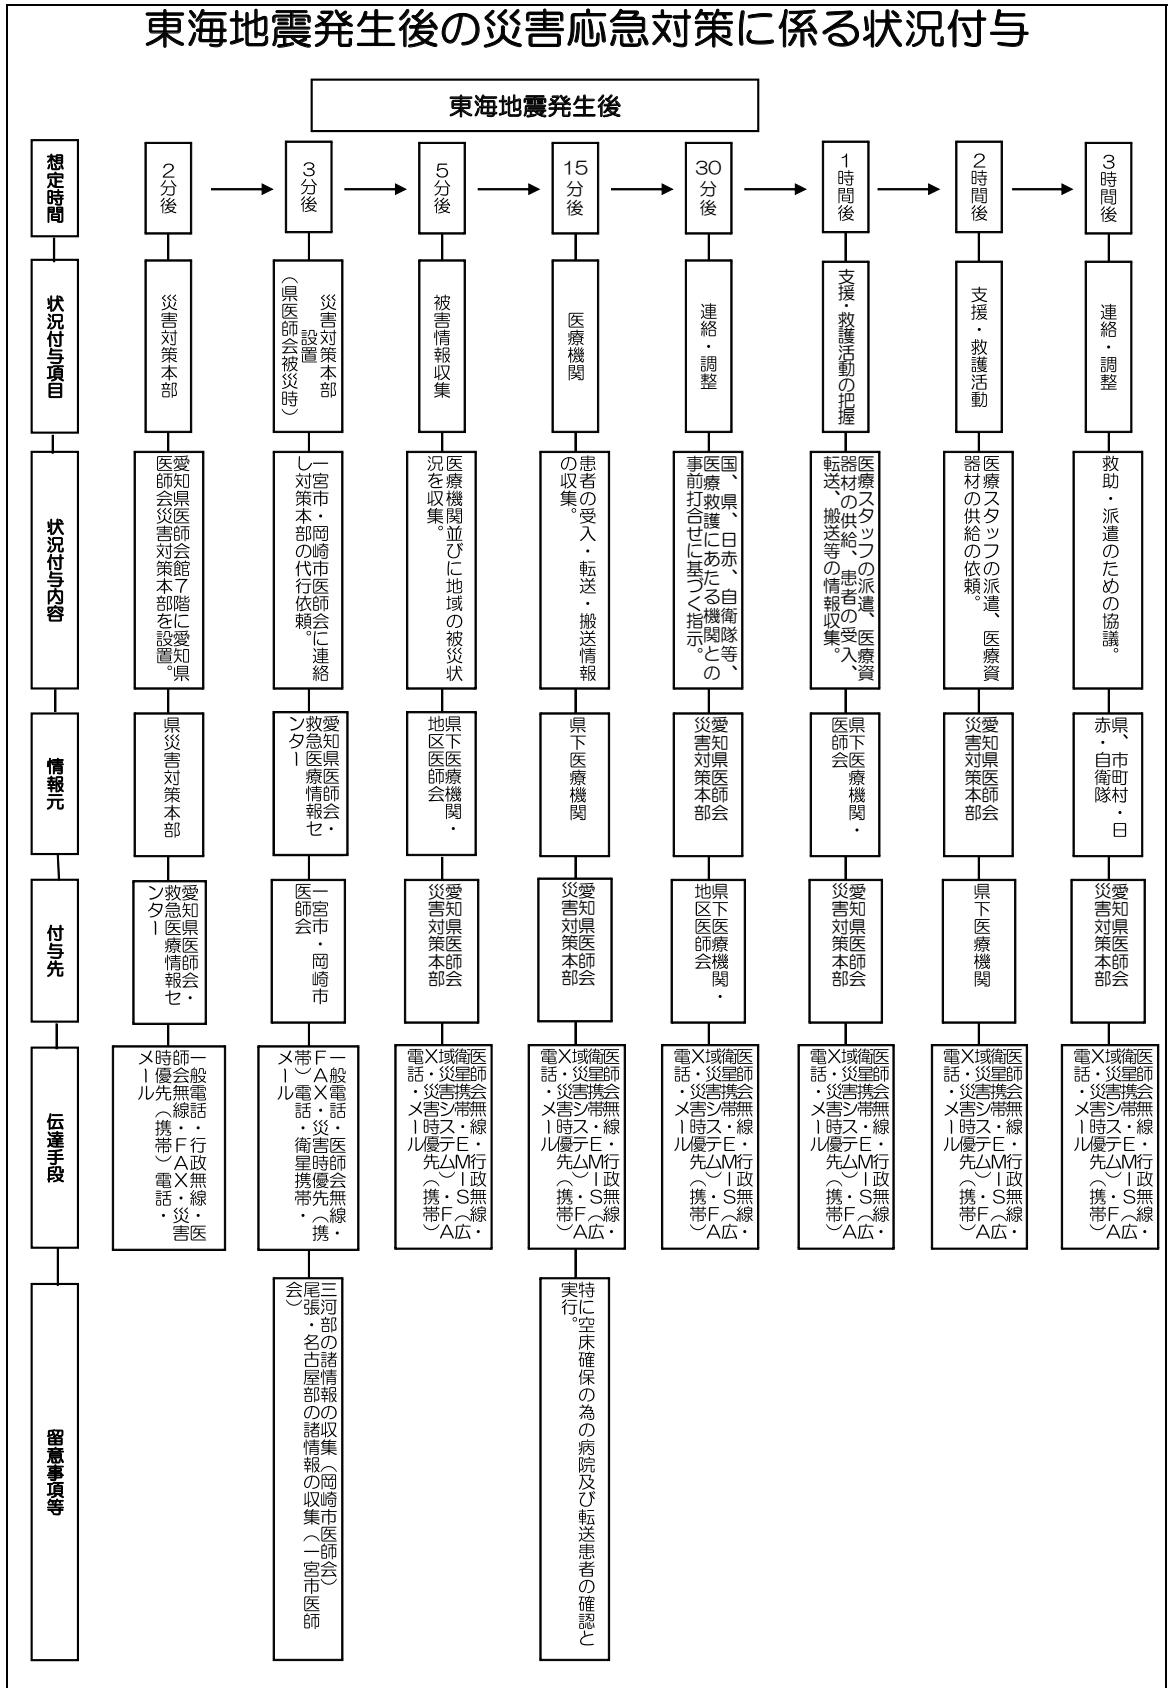 東海地震発生後の災害応急対策に係る状況付与
東海地震発生後
想定時間
2分後
3分後
5分後
15分後
30分後
1時間後
2時間後
3時間後
状況付与項目
災害対策本部
災害対策本部
設置
（県医師会被災時）
被害情報収集
医療機関
連絡・調整
支援・救護活動の把握
支援・救護活動
連絡・調整
状況付与内容
愛知県医師会館7階に愛知県
医師会災害対策本部を設置。
一宮市・岡崎市医師会に連絡
し対策本部の代行依頼。
医療機関並びに地域の被災状
況を収集。
患者の受入・転送・搬送情報
の収集。
国、県、日赤、自衛隊等、
医療救護にあたる機関との
事前打合せに基づく指示。
医療スタッフの派遣、医療資
器材の供給、患者の受入、
転送、搬送等の情報収集。
医療スタッフの派遣、医療資
器材の供給の依頼。
救助・派遣のための協議。
情報元
県災害対策本部
愛知県医師会・
救急医療情報セ
ンター
県下医療機関・
地区医師会
県下医療機関
愛知県医師会
災害対策本部
県下医療機関・
医師会
愛知県医師会
災害対策本部
県、市町村・日
赤・自衛隊
付与先
愛知県医師会・
救急医療情報セ
ンター
一宮市・岡崎市
医師会
愛知県医師会
災害対策本部
愛知県医師会
災害対策本部
県下医療機関・
地区医師会
愛知県医師会
災害対策本部
県下医療機関
愛知県医師会
災害対策本部
伝達手段
一般電話・行政無線・医
師会無線・FAX・災害
時優先（携帯）電話・
メール
一般電話・医師会無線・
FAX・災害時優先（携
帯）電話・衛星携帯・
メール
医師会無線・行政無線・
衛星携帯・EMIS（広
域災害システム）・FA
X・災害時優先（携帯）
電話・メール
医師会無線・行政無線・
衛星携帯・EMIS（広
域災害システム）・FA
X・災害時優先（携帯）
電話・メール
医師会無線・行政無線・
衛星携帯・EMIS（広
域災害システム）・FA
X・災害時優先（携帯）
電話・メール
医師会無線・行政無線・
衛星携帯・EMIS（広
域災害システム）・FA
X・災害時優先（携帯）
電話・メール
医師会無線・行政無線・
衛星携帯・EMIS（広
域災害システム）・FA
X・災害時優先（携帯）
電話・メール
医師会無線・行政無線・
衛星携帯・EMIS（広
域災害システム）・FA
X・災害時優先（携帯）
電話・メール
留意事項等
三河部の諸情報の収集（岡崎市医師会）
尾張・名古屋部の諸情報の収集（一宮市医師
会）
特に空床確保の為の病院及び転送患者の確認と
実行。